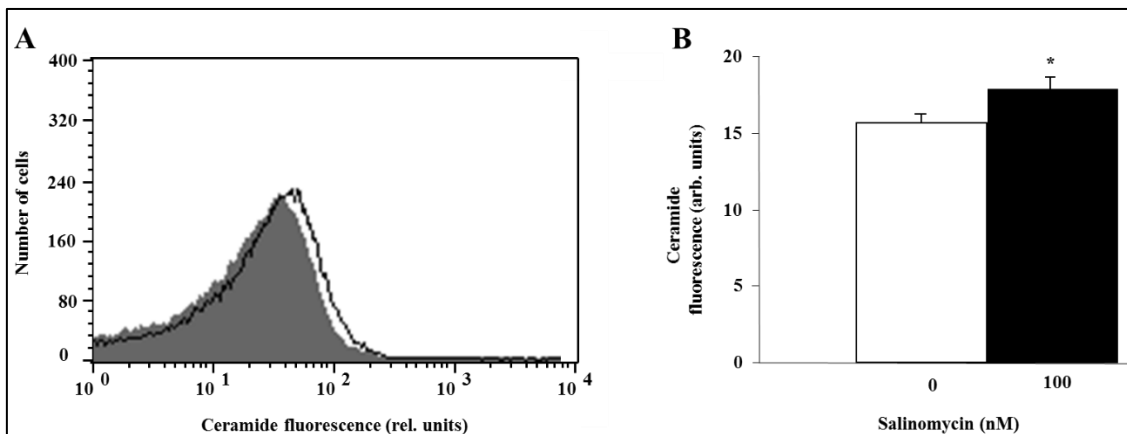 A
400
320
240
160
80
0
Number of cells
10 0
10 1
10 2
10 3
10 4
Ceramide fluorescence (rel. units)
B
20
15
10
5
0
Ceramide
fluorescence (arb. units)
*
0
100
Salinomycin (nM)